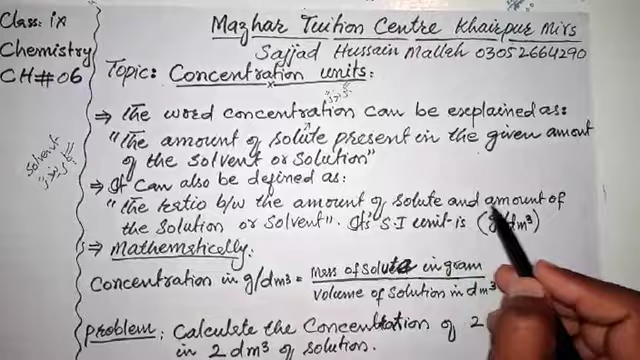 Class: ix
Chemistry
CH#06
Mazhar Tuition Centre Khairpur Mirs
Sajjad Hussain Malleh 03052664290
Topic: Concentration units:
⇒ The word concentration can be explained as:
"The amount of solute present in the given amont
of the solvent or solution"
solvent
⇒ It can also be defined as:
"The ratio b/w the amount of solute and amount of
the solution or solvent". It's S.I unit is (g/dm³)
⇒ Mathematically:
Concentration in g/dm³ = Mass of solute in gram
Volume of solution in dm³
Problem: Calculate the Concentration of 2
in 2 dm³ of solution.